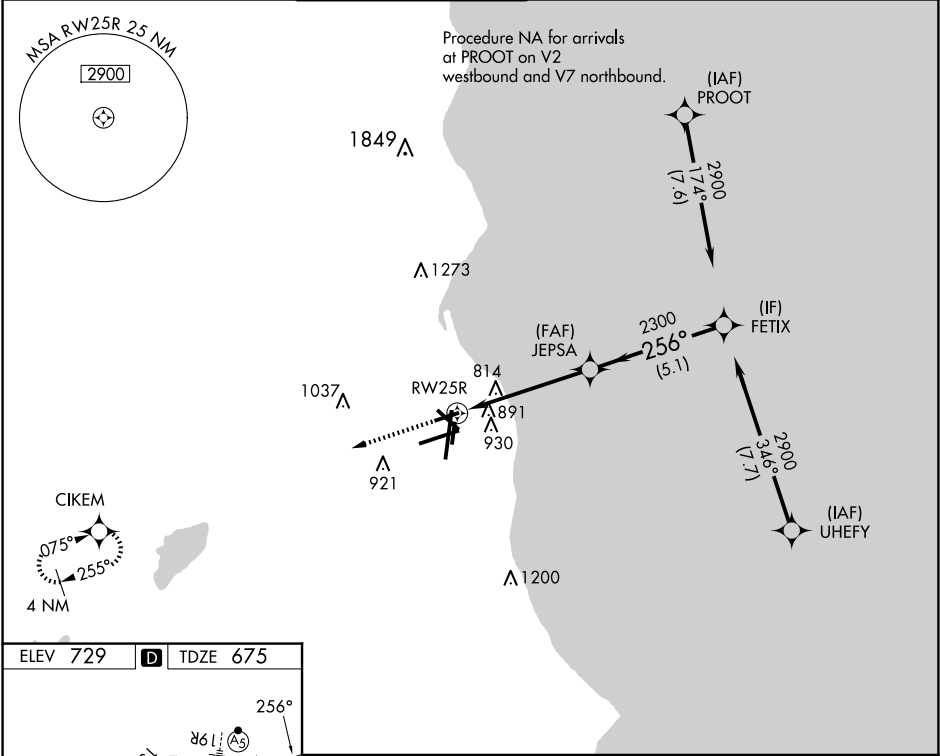 MSA RW25R 25 NM
2900
Procedure NA for arrivals
at PROOT on V2
westbound and V7 northbound.
(IAF)
PROOT
1849
2900
174°
(7.6)
1273
(IF)
FETIX
2300
256°
(5.1)
(FAF)
JEPSA
814
RW25R
1037
891
930
921
2900
346°
(7.7)
(IAF)
UHEFY
CIKEM
075°
255°
4 NM
1200
ELEV 729 D TDZE 675
256°
19R
A5